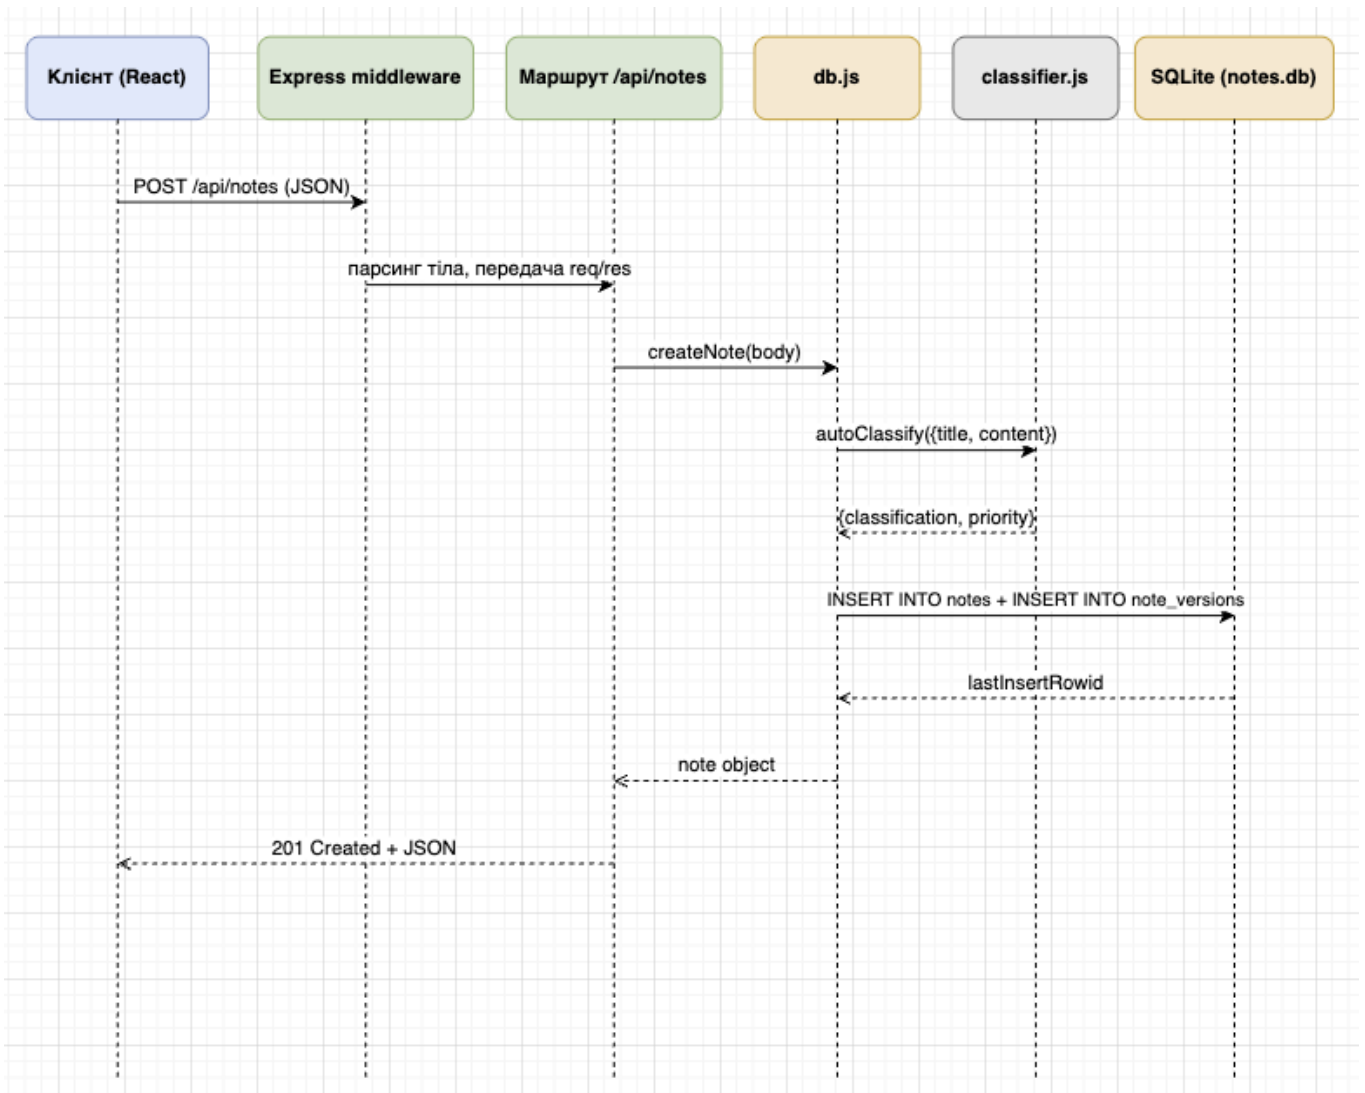 Клієнт (React)
Express middleware
Маршрут /api/notes
db.js
classifier.js
SQLite (notes.db)
POST /api/notes (JSON)
парсинг тіла, передача req/res
createNote(body)
autoClassify({title, content})
{classification, priority}
INSERT INTO notes + INSERT INTO note_versions
lastInsertRowid
note object
201 Created + JSON